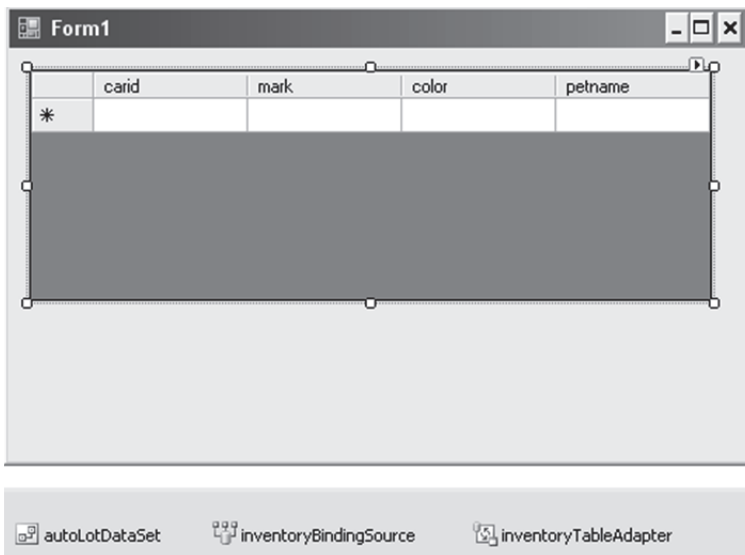 Form1
carid mark color petname
*
autoLotDataSet inventoryBindingSource inventoryTableAdapter